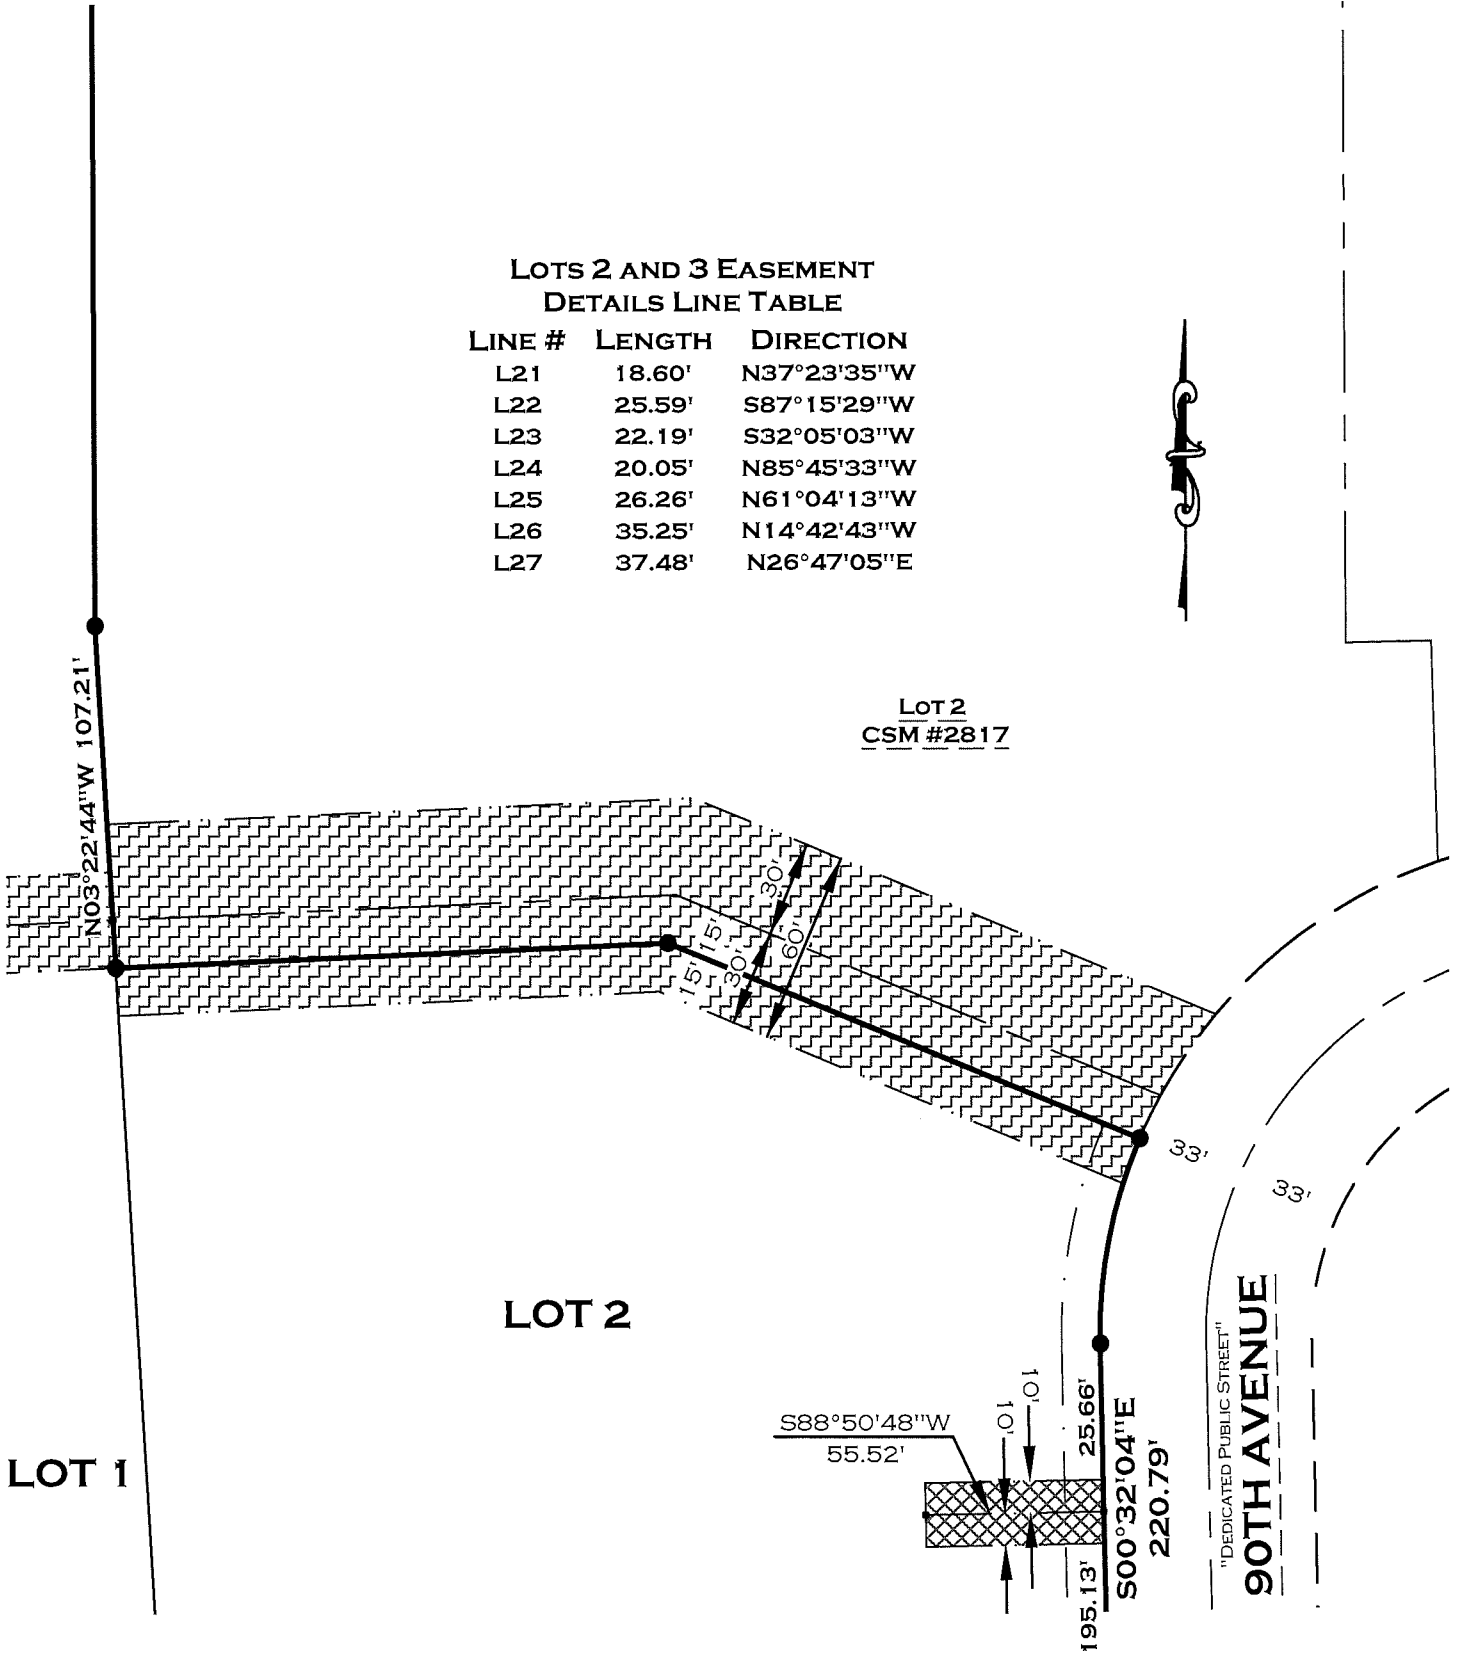 LOTS 2 AND 3 EASEMENT
DETAILS LINE TABLE
LINE # LENGTH DIRECTION
L21 18.60' N37°23'35"W
L22 25.59' S87°15'29"W
L23 22.19' S32°05'03"W
L24 20.05' N85°45'33"W
L25 26.26' N61°04'13"W
L26 35.25' N14°42'43"W
L27 37.48' N26°47'05"E
N03°22'44"W 107.21'
LOT 2
CSM #2817
30'
15'
60'
15'
30'
33'
33'
LOT 2
LOT 1
S88°50'48"W
55.52'
10'
10'
25.66'
195.13'
S00°32'04"E
220.79'
"DEDICATED PUBLIC STREET"
90TH AVENUE